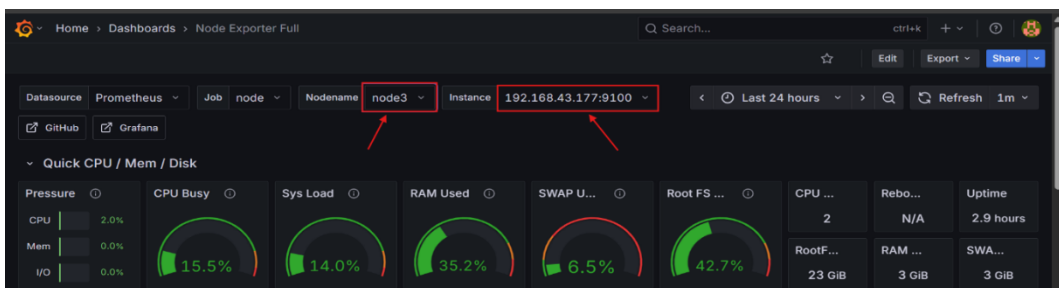 Home › Dashboards › Node Exporter Full
Search...
ctrl+k
Edit
Export
Share
Datasource Prometheus
Job node
Nodename node3
Instance 192.168.43.177:9100
Last 24 hours
Refresh 1m
GitHub
Grafana
Quick CPU / Mem / Disk
Pressure
CPU Busy
Sys Load
RAM Used
SWAP U...
Root FS ...
CPU ...
Rebo...
Uptime
CPU 2.0%
Mem 0.0%
I/O 0.0%
15.5%
14.0%
35.2%
6.5%
42.7%
2
N/A
2.9 hours
RootF...
RAM ...
SWA...
23 GiB
3 GiB
3 GiB